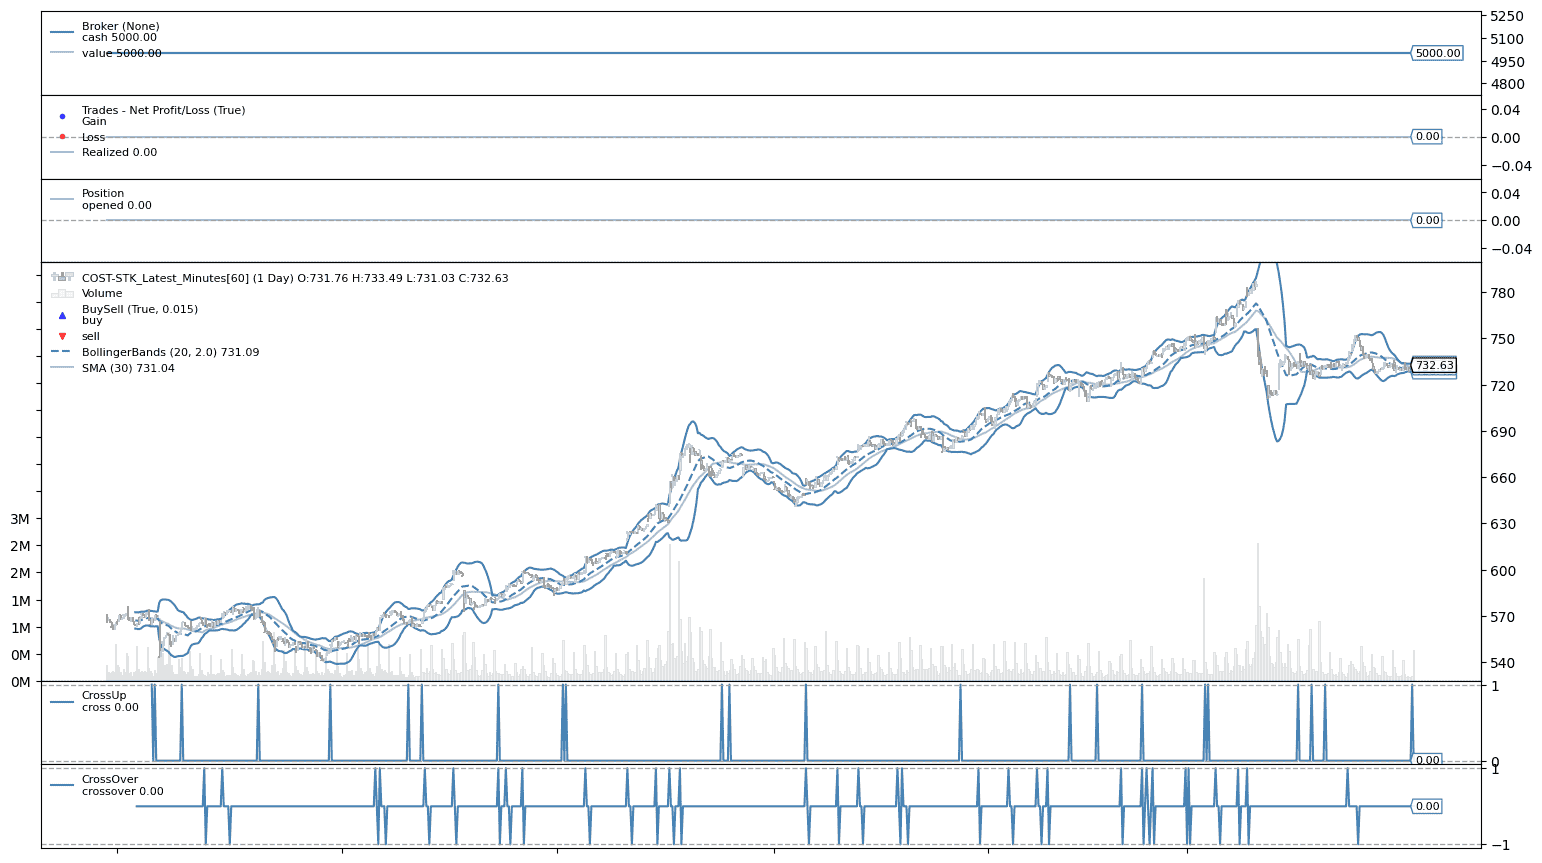 Broker (None)
cash 5000.00
value 5000.00
5250
5100
4950
4800
5000.00
Trades - Net Profit/Loss (True)
Gain
Loss
Realized 0.00
0.04
0.00
−0.04
0.00
Position
opened 0.00
0.04
0.00
−0.04
0.00
COST-STK_Latest_Minutes[60] (1 Day) O:731.76 H:733.49 L:731.03 C:732.63
Volume
BuySell (True, 0.015)
buy
sell
BollingerBands (20, 2.0) 731.09
SMA (30) 731.04
780
750
720
690
660
630
600
570
540
732.63
3M
2M
2M
1M
1M
0M
0M
CrossUp
cross 0.00
1
0
0.00
CrossOver
crossover 0.00
1
−1
0.00